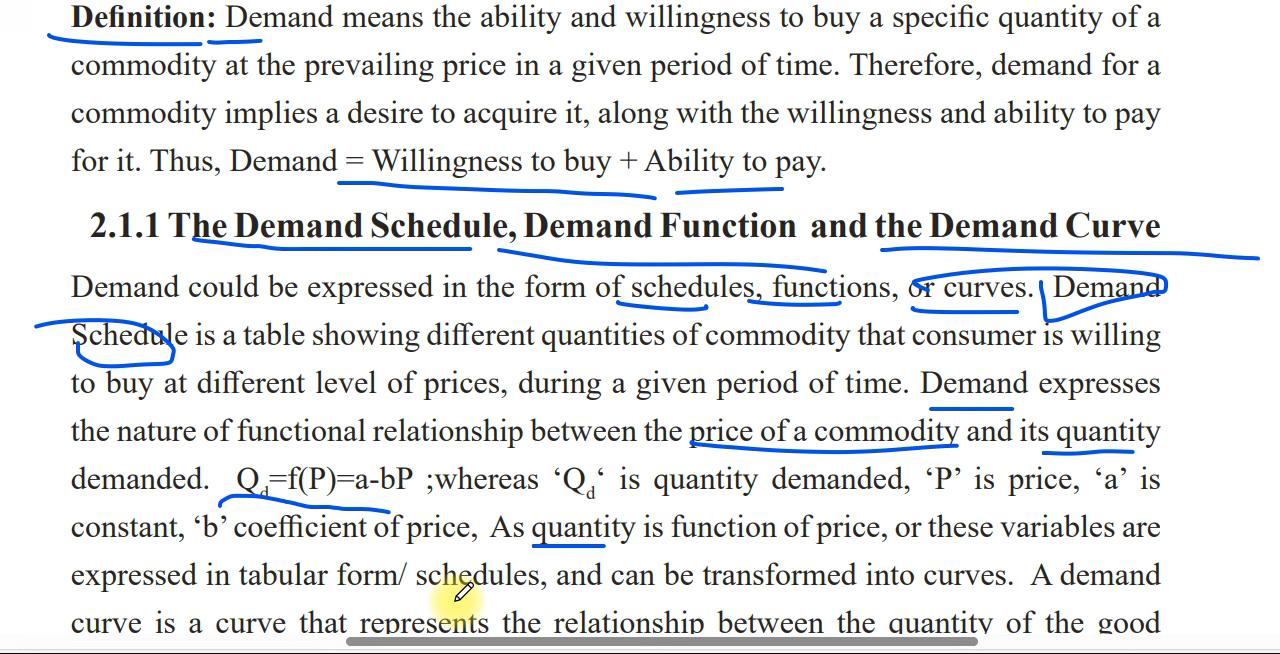 Definition: Demand means the ability and willingness to buy a specific quantity of a
commodity at the prevailing price in a given period of time. Therefore, demand for a
commodity implies a desire to acquire it, along with the willingness and ability to pay
for it. Thus, Demand = Willingness to buy + Ability to pay.
2.1.1 The Demand Schedule, Demand Function and the Demand Curve
Demand could be expressed in the form of schedules, functions, or curves. Demand
Schedule is a table showing different quantities of commodity that consumer is willing
to buy at different level of prices, during a given period of time. Demand expresses
the nature of functional relationship between the price of a commodity and its quantity
demanded. Qd=f(P)=a-bP ;whereas ‘Qd‘ is quantity demanded, ‘P’ is price, ‘a’ is
constant, ‘b’ coefficient of price, As quantity is function of price, or these variables are
expressed in tabular form/ schedules, and can be transformed into curves. A demand
curve is a curve that represents the relationship between the quantity of the good